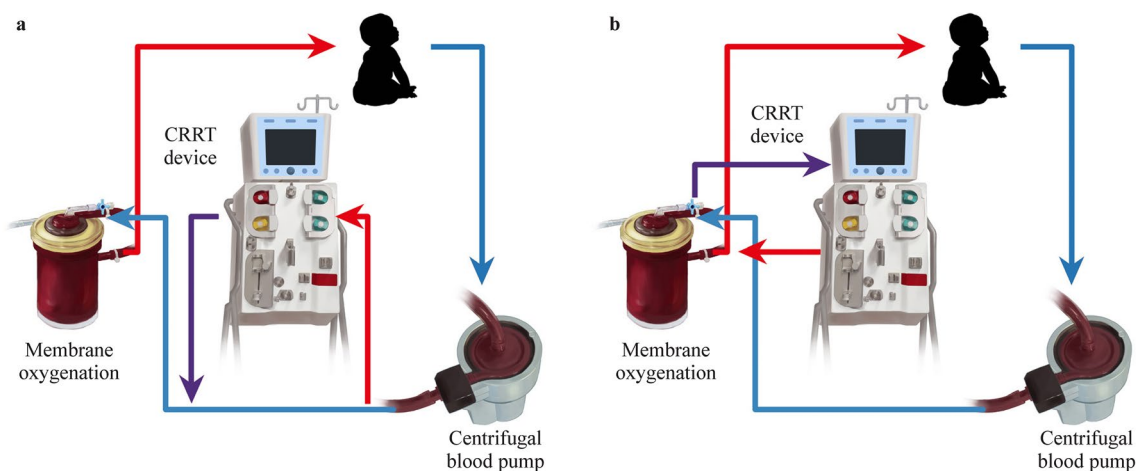 a
CRRT
device
Membrane
oxygenation
Centrifugal
blood pump
b
CRRT
device
Membrane
oxygenation
Centrifugal
blood pump